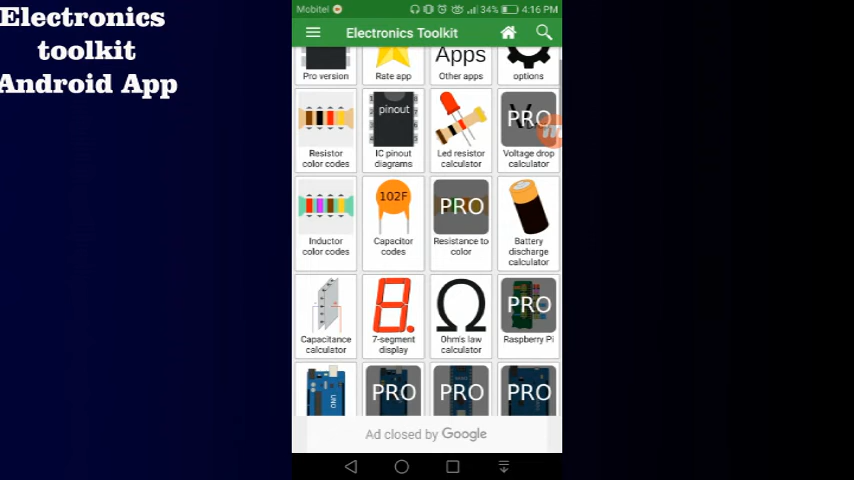 Electronics
toolkit
Android App
Mobitel
34% 4:16 PM
Electronics Toolkit
Apps
Pro version
Rate app
Other apps
options
pinout
PRO
Resistor
color codes
IC pinout
diagrams
Led resistor
calculator
Voltage drop
calculator
102F
PRO
Inductor
color codes
Capacitor
codes
Resistance to
color
Battery
discharge
calculator
PRO
Capacitance
calculator
7-segment
display
Ohm's law
calculator
Raspberry Pi
UNO
PRO
PRO
PRO
Ad closed by Google